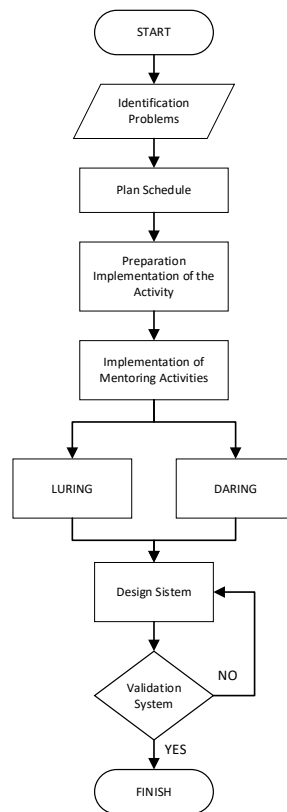 START
Identification
Problems
Plan Schedule
Preparation
Implementation of the
Activity
Implementation of
Mentoring Activities
LURING
DARING
Design Sistem
NO
Validation
System
YES
FINISH